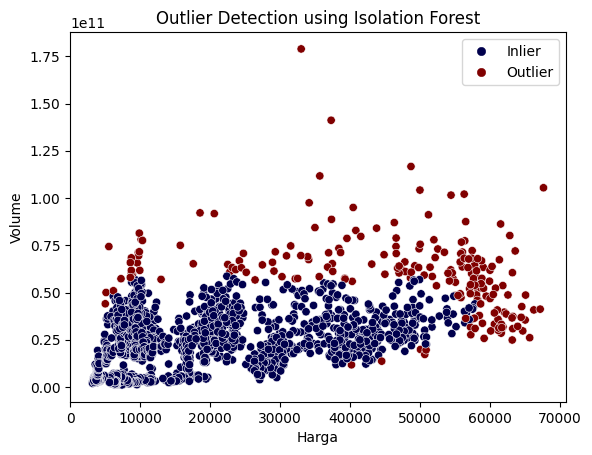 Outlier Detection using Isolation Forest
1e11
Inlier
Outlier
1.75
1.50
1.25
1.00
0.75
0.50
0.25
0.00
Volume
0 10000 20000 30000 40000 50000 60000 70000
Harga